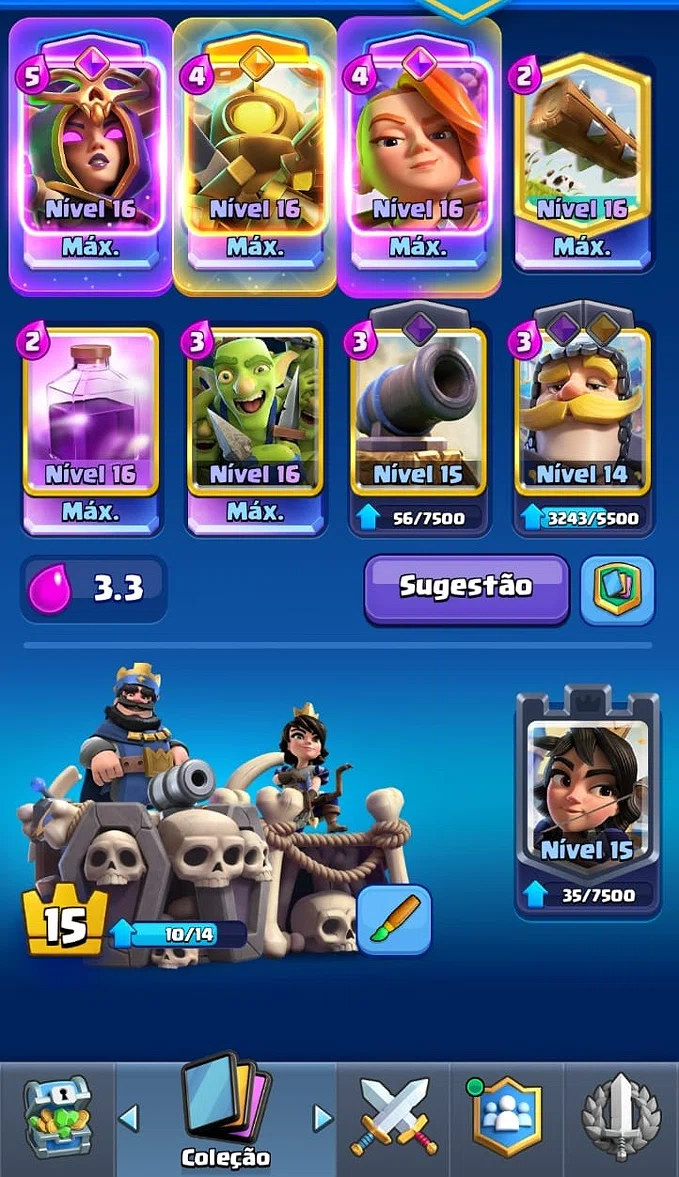 5
4
4
2
Nível 16
Nível 16
Nível 16
Nível 16
Máx.
Máx.
Máx.
Máx.
2
3
3
3
Nível 16
Nível 16
Nível 15
Nível 14
Máx.
Máx.
56/7500
3243/5500
3.3
Sugestão
Nível 15
35/7500
15
10/14
Coleção